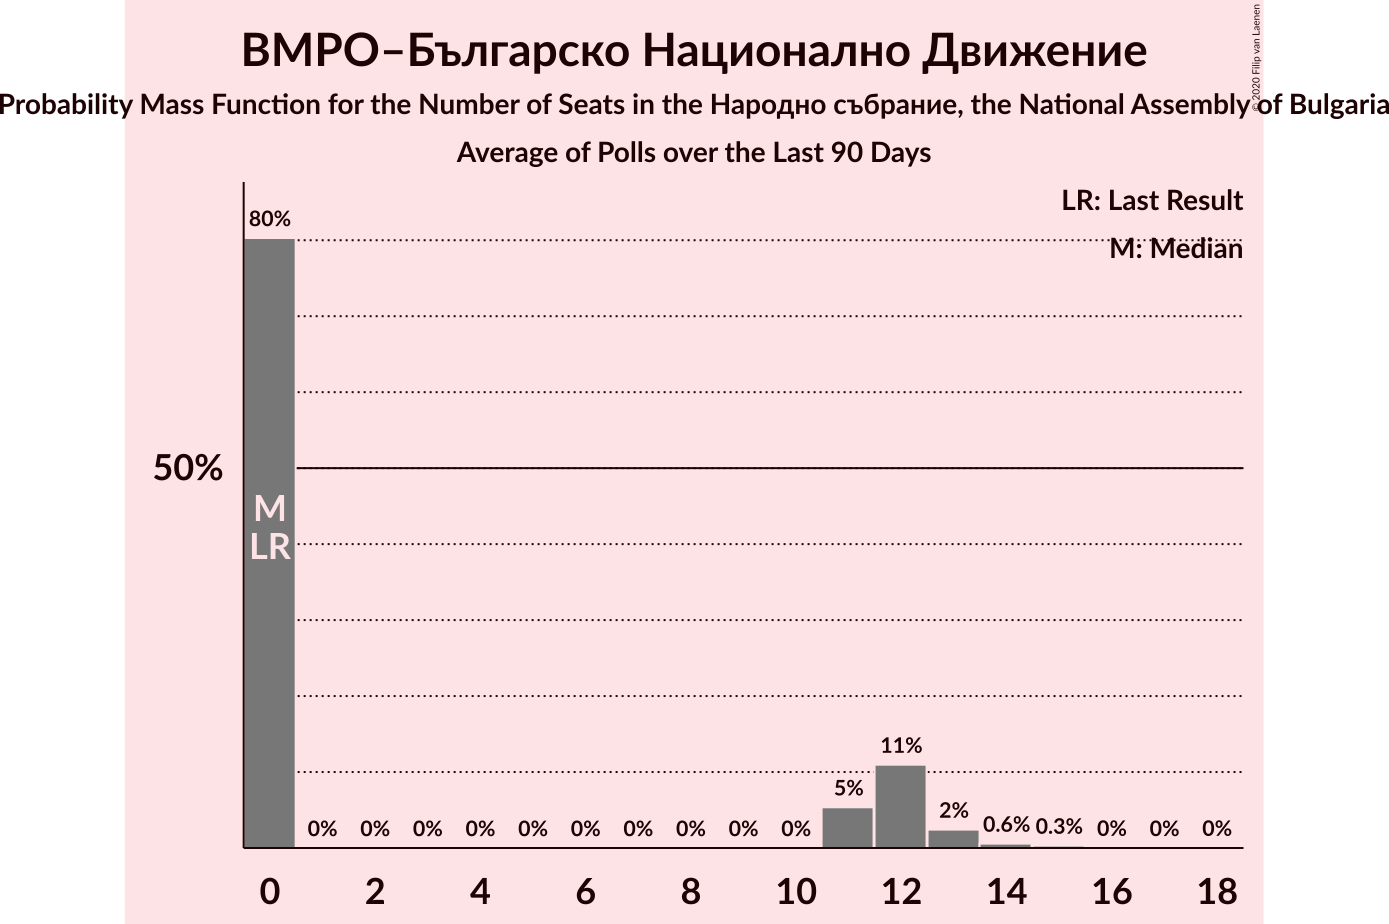 ВМРО–Българско Национално Движение
Probability Mass Function for the Number of Seats in the Народно събрание, the National Assembly of Bulgaria
Average of Polls over the Last 90 Days
© 2020 Filip van Laenen
LR: Last Result
M: Median
50%
80%
M
LR
0% 0% 0% 0% 0% 0% 0% 0% 0% 0% 5% 11% 2% 0.6% 0.3% 0% 0% 0%
0 2 4 6 8 10 12 14 16 18